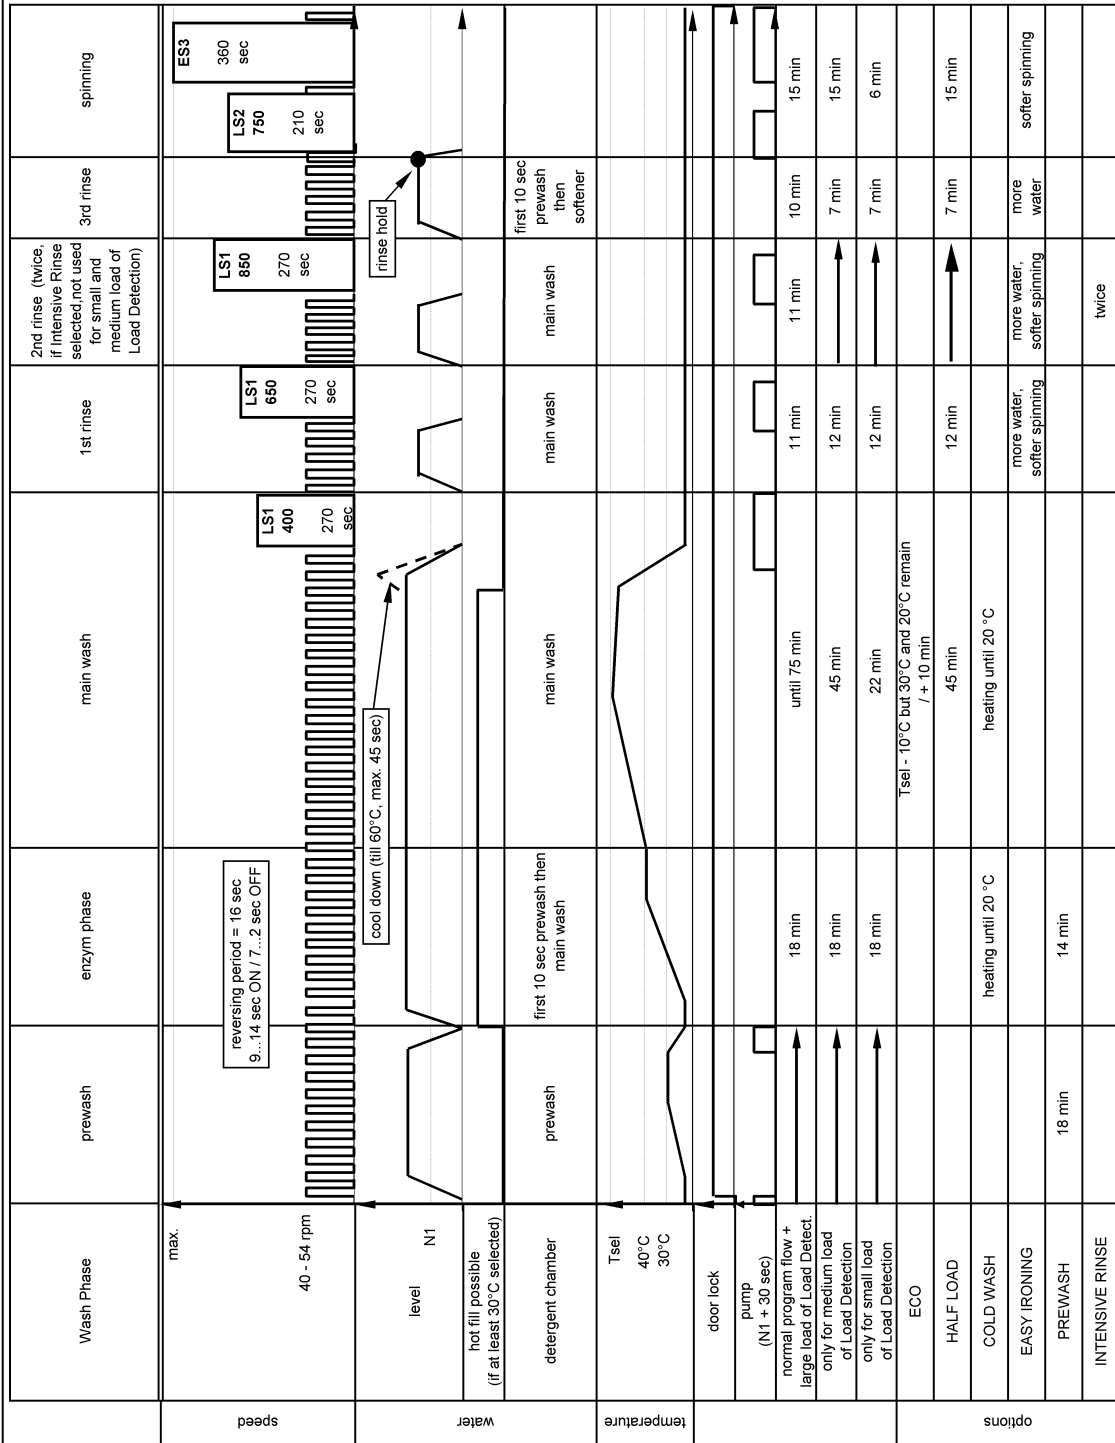 Wash Phase
prewash
enzym phase
main wash
1st rinse
2nd rinse (twice,
if Intensive Rinse
selected,not used
for small and
medium load of
Load Detection)
3rd rinse
spinning
speed
max.
40 - 54 rpm
reversing period = 16 sec
9...14 sec ON / 7...2 sec OFF
LS1
400
270
sec
LS1
650
270
sec
LS1
850
270
sec
LS2
750
210
sec
ES3
360
sec
water
level
N1
cool down (till 60°C, max. 45 sec)
rinse hold
hot fill possible
(if at least 30°C selected)
detergent chamber
prewash
first 10 sec prewash then
main wash
main wash
main wash
main wash
first 10 sec
prewash
then
softener
temperature
Tsel
40°C
30°C
door lock
pump
(N1 + 30 sec)
normal program flow +
large load of Load Detect.
18 min
until 75 min
11 min
11 min
10 min
15 min
only for medium load
of Load Detection
18 min
45 min
12 min
7 min
15 min
only for small load
of Load Detection
18 min
22 min
12 min
7 min
6 min
options
ECO
Tsel - 10°C but 30°C and 20°C remain
/ + 10 min
HALF LOAD
45 min
12 min
7 min
15 min
COLD WASH
heating until 20 °C
heating until 20 °C
EASY IRONING
more water,
softer spinning
more water,
softer spinning
more
water
softer spinning
PREWASH
18 min
14 min
INTENSIVE RINSE
twice